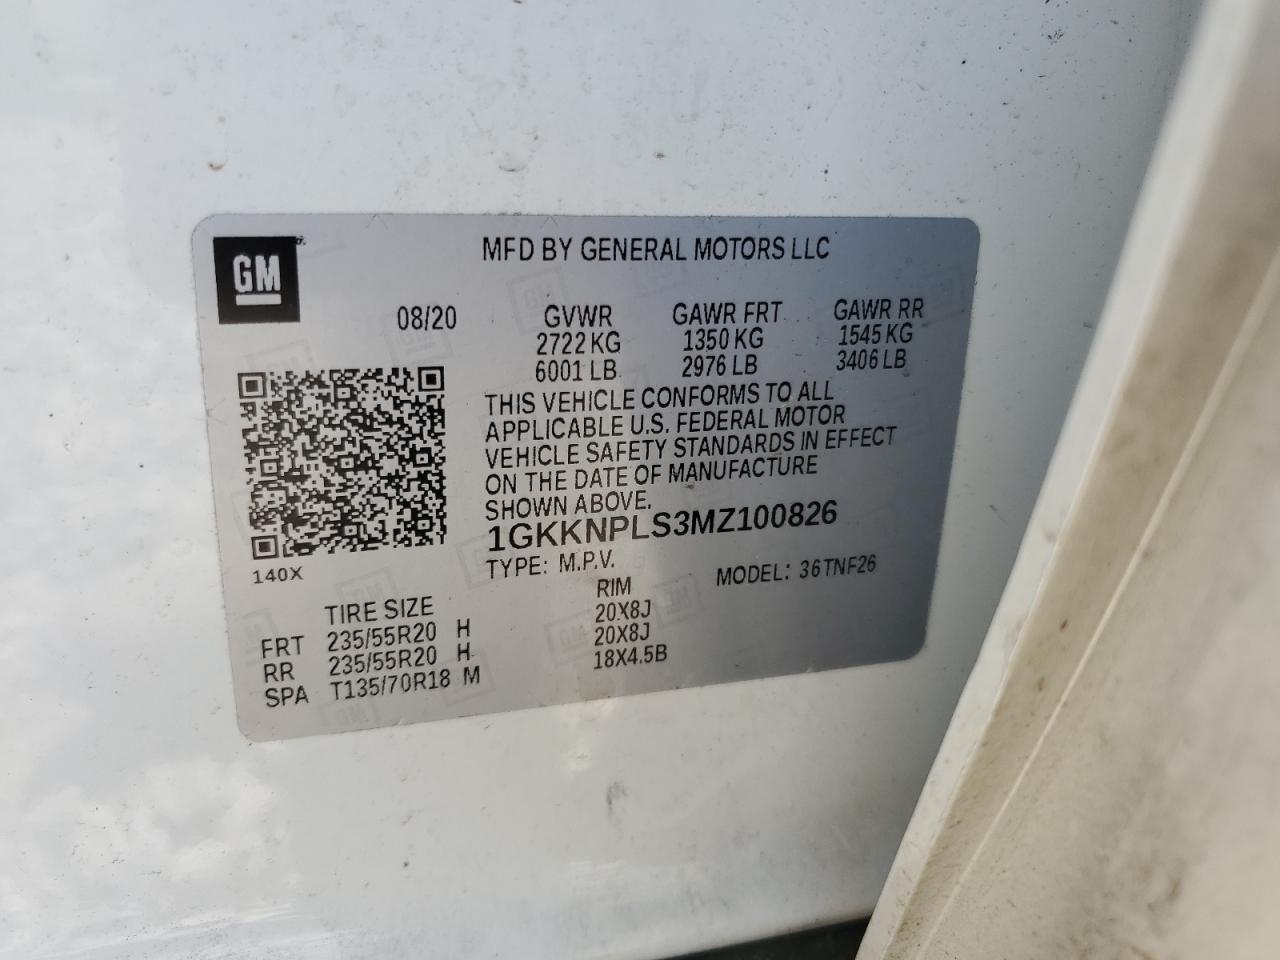 GM
MFD BY GENERAL MOTORS LLC
08/20
GVWR GAWR FRT GAWR RR
2722 KG 1350 KG 1545 KG
6001 LB 2976 LB 3406 LB
THIS VEHICLE CONFORMS TO ALL
APPLICABLE U.S. FEDERAL MOTOR
VEHICLE SAFETY STANDARDS IN EFFECT
ON THE DATE OF MANUFACTURE
SHOWN ABOVE.
1GKKNPLS3MZ100826
140X
TYPE: M.P.V. MODEL: 36TNF26
TIRE SIZE RIM
FRT 235/55R20 H 20X8J
RR 235/55R20 H 20X8J
SPA T135/70R18 M 18X4.5B